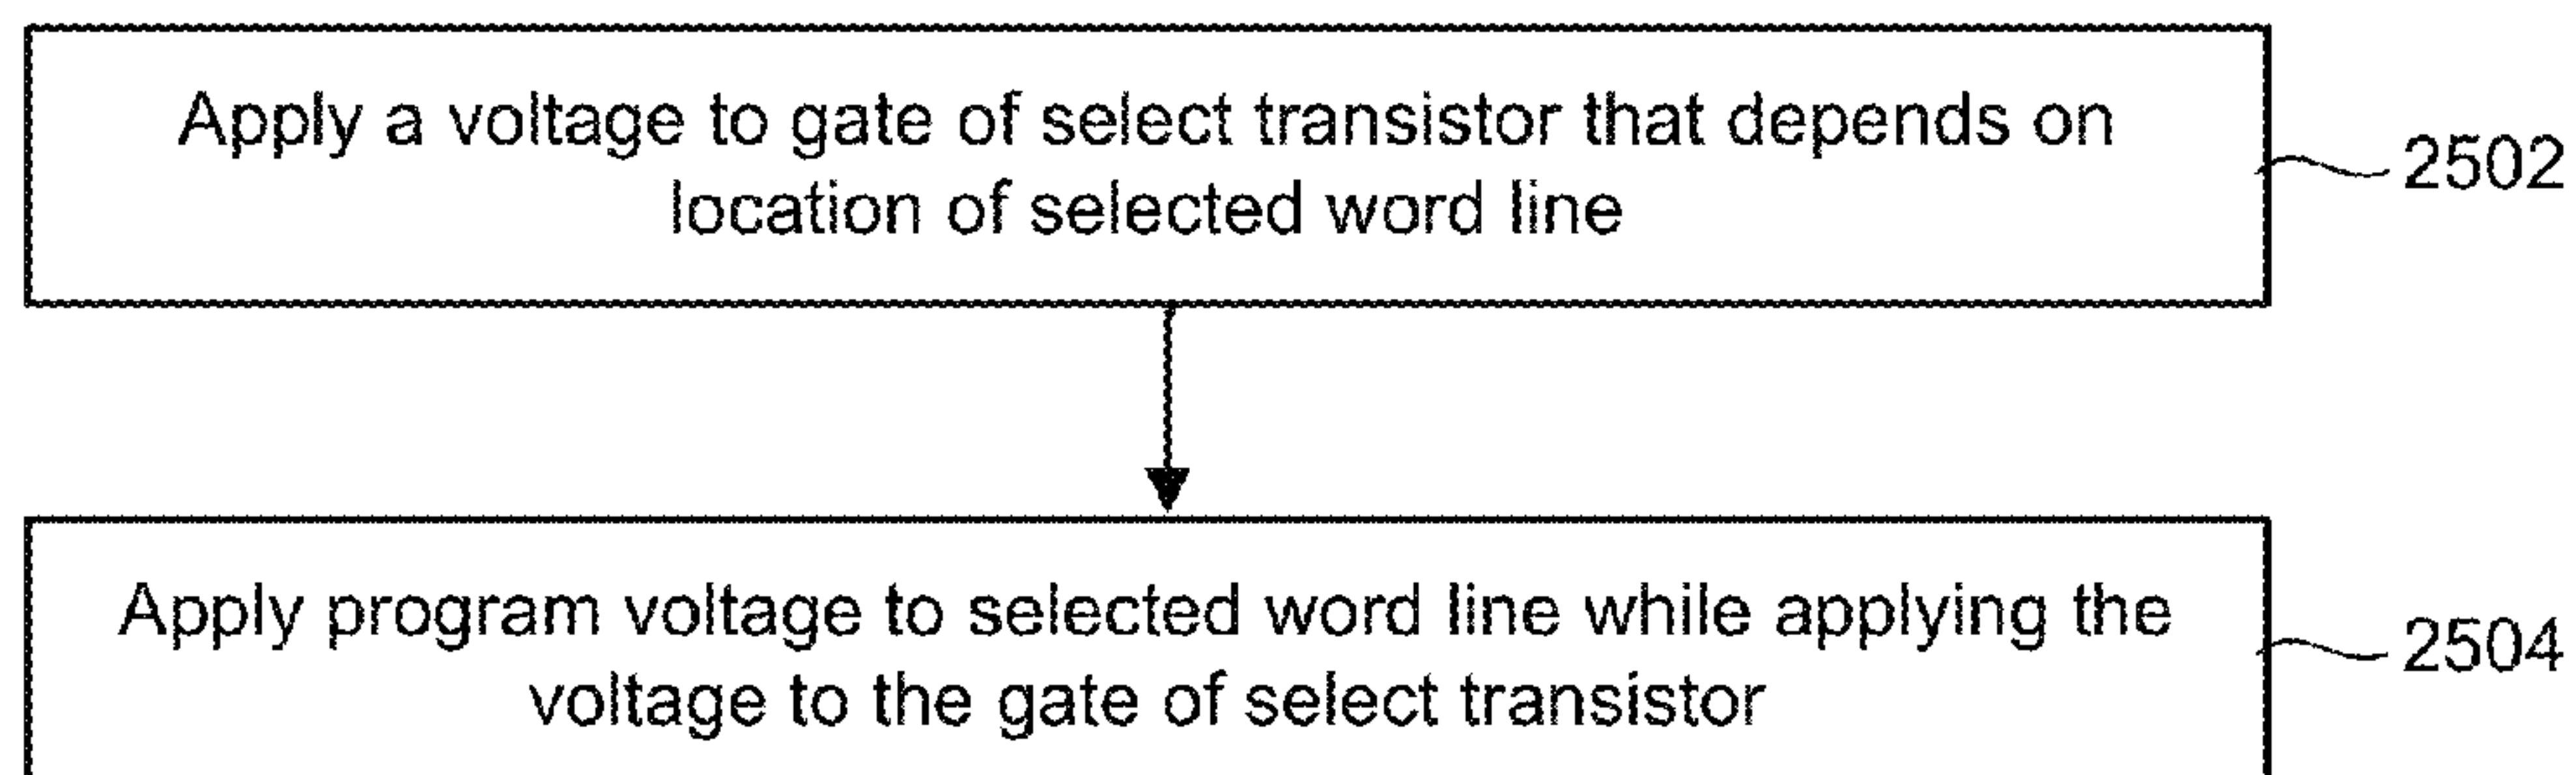 Apply a voltage to gate of select transistor that depends on
location of selected word line
2502
Apply program voltage to selected word line while applying the
voltage to the gate of select transistor
2504